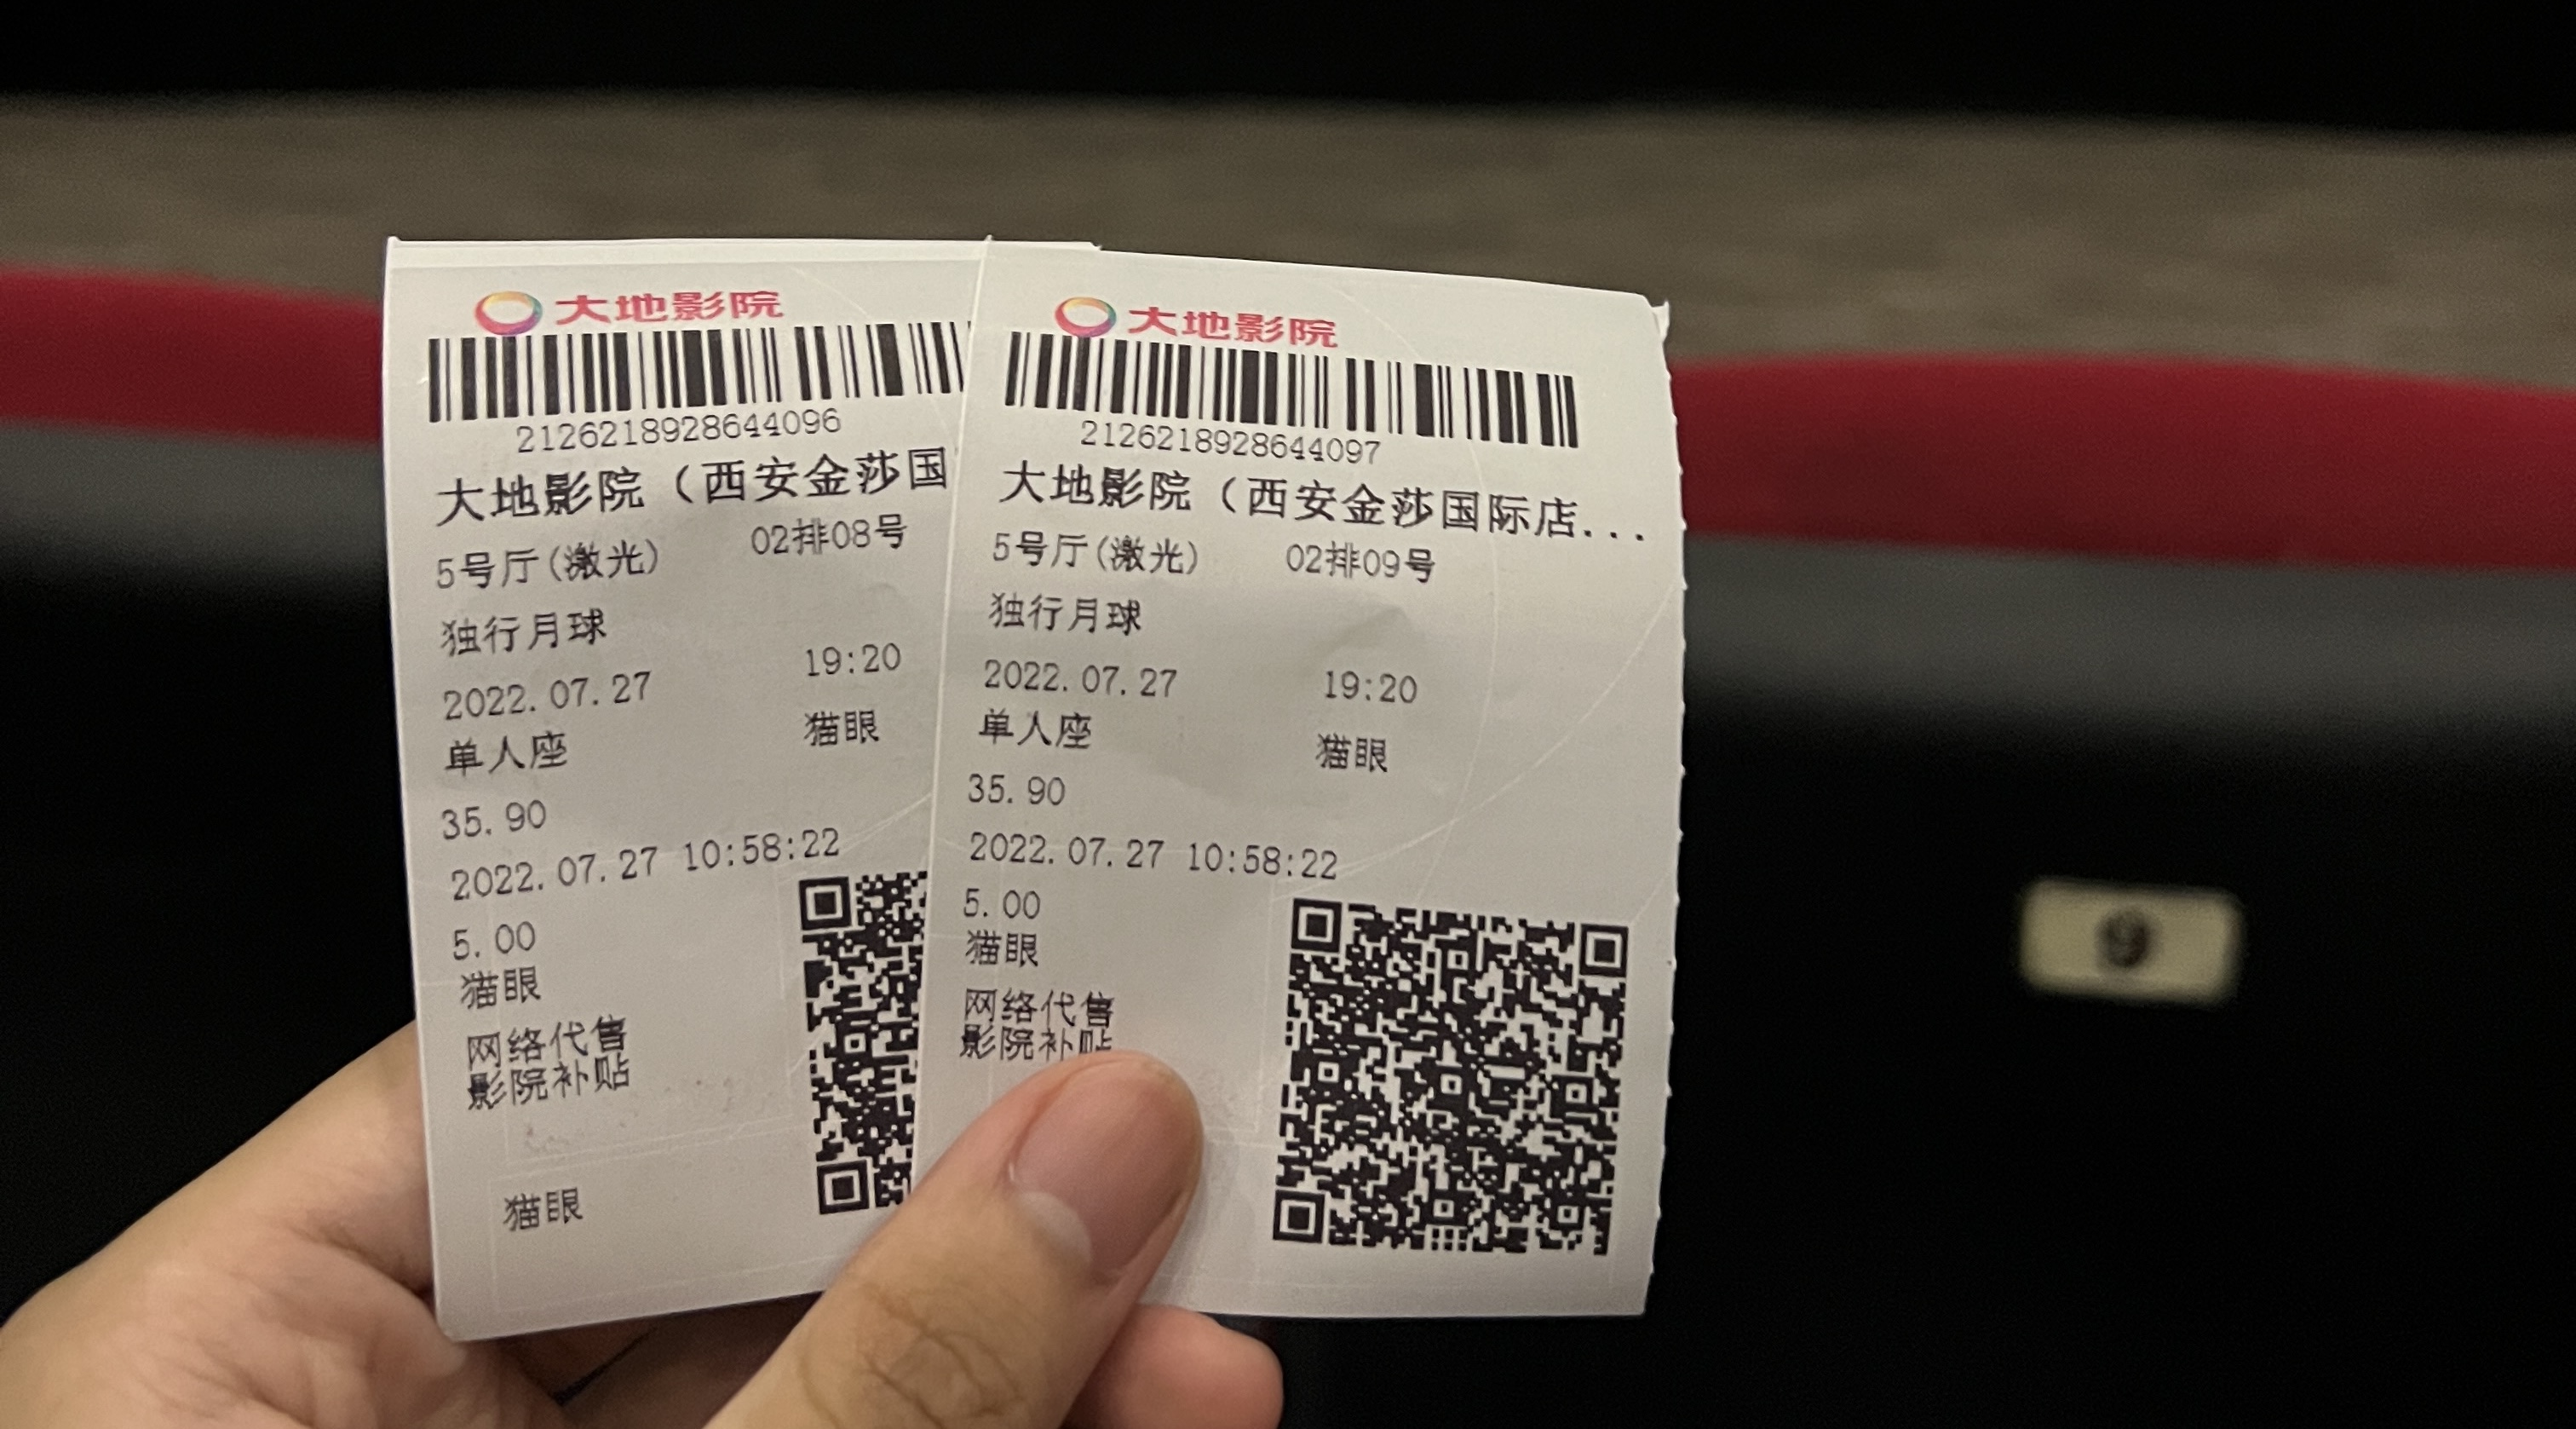 大地影院
2126218928644096
大地影院（西安金莎国
5号厅(激光) 02排08号
独行月球
2022.07.27 19:20
单人座 猫眼
35.90
2022.07.27 10:58:22
5.00
猫眼
网络代售
影院补贴
猫眼
大地影院
2126218928644097
大地影院（西安金莎国际店...
5号厅(激光) 02排09号
独行月球
2022.07.27 19:20
单人座 猫眼
35.90
2022.07.27 10:58:22
5.00
猫眼
网络代售
影院补贴
9